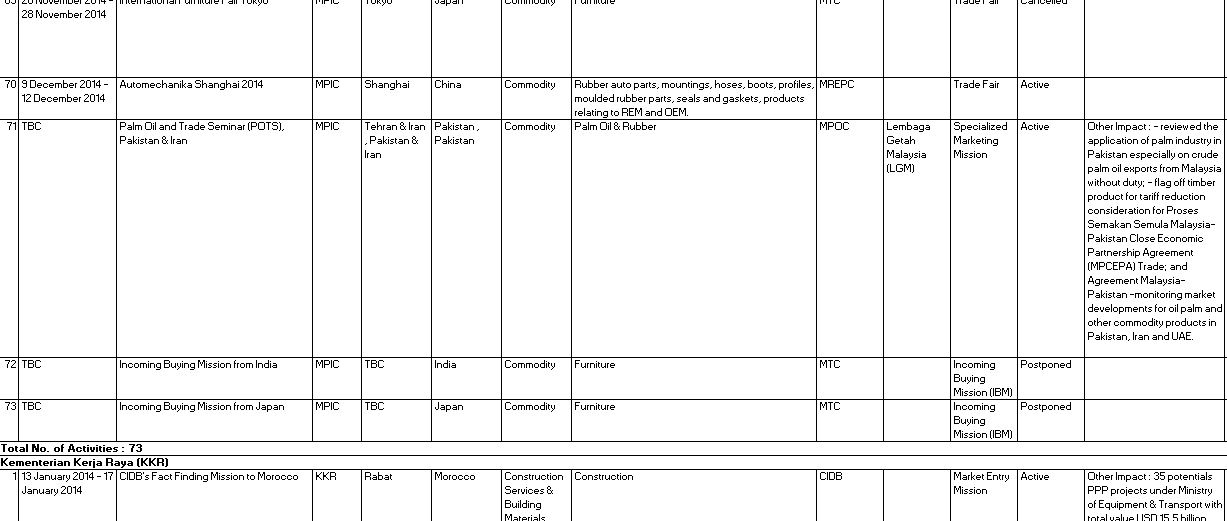 28 November 2014
70 9 December 2014 - Automechanika Shanghai 2014 MPIC Shanghai China Commodity Rubber auto parts, mountings, hoses, boots, profiles, MREPC Trade Fair Active
12 December 2014 moulded rubber parts, seals and gaskets, products
relating to REM and OEM.
71 TBC Palm Oil and Trade Seminar (POTS), MPIC Tehran & Iran Pakistan , Commodity Palm Oil & Rubber MPOC Lembaga Specialized Active Other Impact : - reviewed the
Pakistan & Iran , Pakistan & Pakistan Getah Marketing application of palm industry in
Iran Malaysia Mission Pakistan especially on crude
(LGM) palm oil exports from Malaysia
without duty; - flag off timber
product for tariff reduction
consideration for Proses
Semakan Semula Malaysia-
Pakistan Close Economic
Partnership Agreement
(MPCEPA) Trade; and
Agreement Malaysia-
Pakistan -monitoring market
developments for oil palm and
other commodity products in
Pakistan, Iran and UAE.
72 TBC Incoming Buying Mission from India MPIC TBC India Commodity Furniture MTC Incoming Postponed
Buying
Mission (IBM)
73 TBC Incoming Buying Mission from Japan MPIC TBC Japan Commodity Furniture MTC Incoming Postponed
Buying
Mission (IBM)
Total No. of Activities : 73
Kementerian Kerja Raya (KKR)
1 13 January 2014 - 17 CIDB's Fact Finding Mission to Morocco KKR Rabat Morocco Construction Construction CIDB Market Entry Active Other Impact : 35 potentials
January 2014 Services & Mission PPP projects under Ministry
Building of Equipment & Transport with
Materials total value USD 15.5 billion